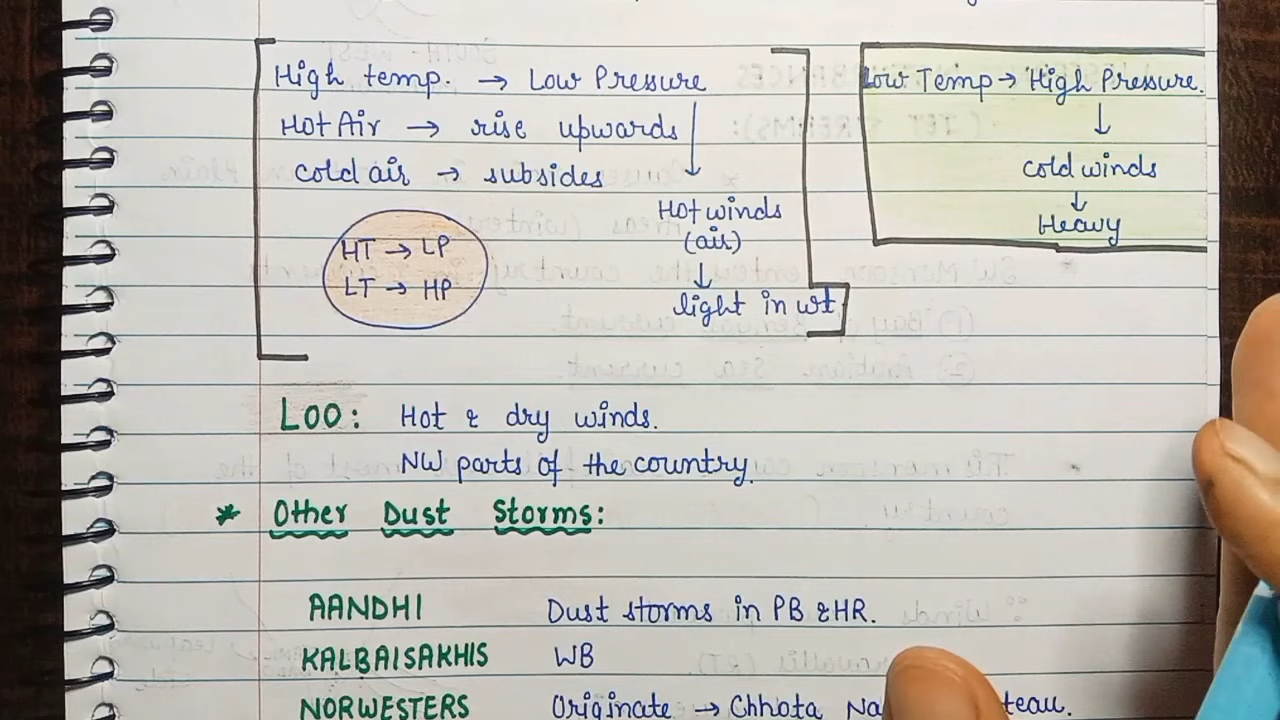 High temp. → Low Pressure
Hot Air → rise upwards
cold air → subsides
Hot winds
(air)
↓
light in wt
HT → LP
LT → HP
Low Temp → High Pressure.
↓
cold winds
↓
Heavy
LOO: Hot & dry winds.
NW parts of the country.
* Other Dust Storms:
AANDHI Dust storms in PB & HR.
KALBAISAKHIS WB
NORWESTERS Originate → Chhota